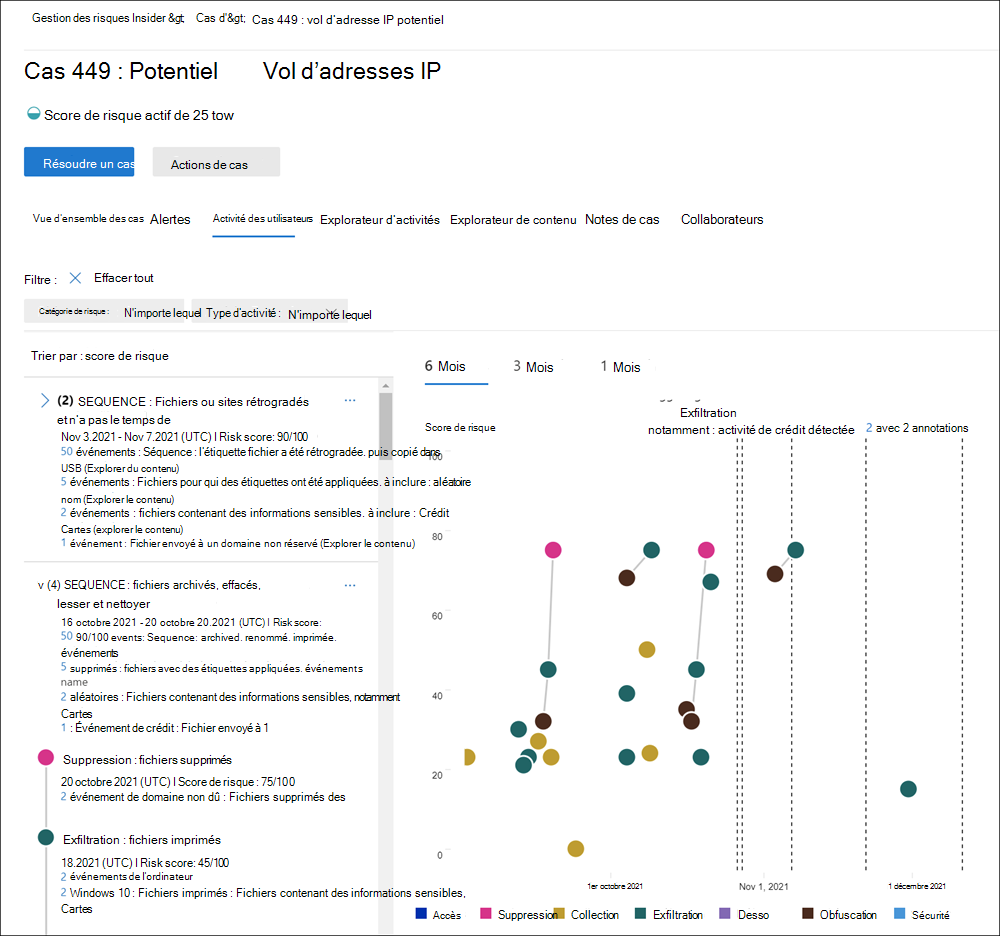 Gestion des risques Insider &gt; Cas d'&gt; Cas 449 : vol d'adresse IP potentiel
Cas 449 : Potentiel Vol d'adresses IP
Score de risque actif de 25 tow
Résoudre un cas Actions de cas
Vue d'ensemble des cas Alertes Activité des utilisateurs Explorateur d'activités Explorateur de contenu Notes de cas Collaborateurs
Filtre : Effacer tout
Catégorie de risque : N'importe lequel Type d'activité : N'importe lequel
Trier par : score de risque
(2) SEQUENCE : Fichiers ou sites rétrogradés ...
et n'a pas le temps de
Nov 3.2021 - Nov 7.2021 (UTC) I Risk score: 90/100
50 événements : Séquence : l'étiquette fichier a été rétrogradée. puis copié dans
USB (Explorer du contenu)
5 événements : Fichiers pour qui des étiquettes ont été appliquées. à inclure : aléatoire
nom (Explorer le contenu)
2 événements : fichiers contenant des informations sensibles. à inclure : Crédit
Cartes (explorer le contenu)
1 événement : Fichier envoyé à un domaine non réservé (Explorer le contenu)
v (4) SEQUENCE : fichiers archivés, effacés, ...
lesser et nettoyer
16 octobre 2021 - 20 octobre 20.2021 (UTC) I Risk score:
50 90/100 events: Sequence: archived. renommé. imprimée.
événements
5 supprimés : fichiers avec des étiquettes appliquées. événements
name
2 aléatoires : Fichiers contenant des informations sensibles, notamment
Cartes
1 : Événement de crédit : Fichier envoyé à 1
Suppression : fichiers supprimés
20 octobre 2021 (UTC) I Score de risque : 75/100
2 événement de domaine non dû : Fichiers supprimés des
Exfiltration : fichiers imprimés
18.2021 (UTC) I Risk score: 45/100
2 événements de l'ordinateur
2 Windows 10 : Fichiers imprimés : Fichiers contenant des informations sensibles,
Cartes
6 Mois 3 Mois 1 Mois
Exfiltration
Score de risque notamment : activité de crédit détectée 2 avec 2 annotations
100
80
60
40
20
0
1er octobre 2021 Nov 1, 2021 1 décembre 2021
Accès Suppression Collection Exfiltration Desso Obfuscation Sécurité